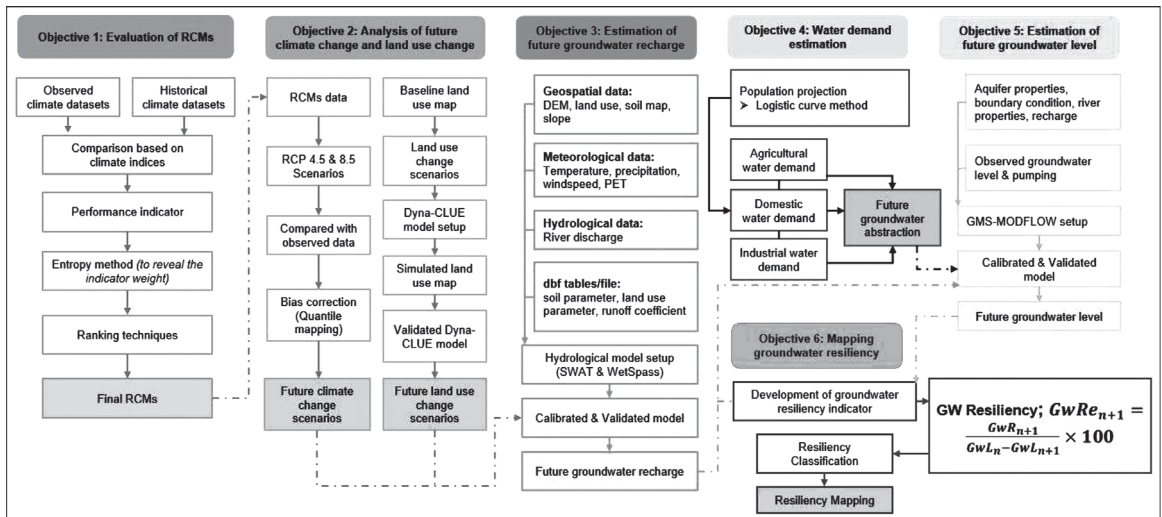 Objective 1: Evaluation of RCMs
Observed
climate datasets
Historical
climate datasets
Comparison based on
climate indices
Performance indicator
Entropy method (to reveal the
indicator weight)
Ranking techniques
Final RCMs
Objective 2: Analysis of future
climate change and land use change
RCMs data
RCP 4.5 & 8.5
Scenarios
Compared with
observed data
Bias correction
(Quantile
mapping)
Future climate
change
scenarios
Baseline land
use map
Land use
change
scenarios
Dyna-CLUE
model setup
Simulated land
use map
Validated Dyna-
CLUE model
Future land use
change
scenarios
Objective 3: Estimation of
future groundwater recharge
Geospatial data:
DEM, land use, soil map,
slope
Meteorological data:
Temperature, precipitation,
windspeed, PET
Hydrological data:
River discharge
dbf tables/file:
soil parameter, land use
parameter, runoff coefficient
Hydrological model setup
(SWAT & WetSpass)
Calibrated & Validated model
Future groundwater recharge
Objective 4: Water demand
estimation
Population projection
➤ Logistic curve method
Agricultural
water demand
Domestic
water demand
Industrial water
demand
Future
groundwater
abstraction
Objective 5: Estimation of
future groundwater level
Aquifer properties,
boundary condition, river
properties, recharge
Observed groundwater
level & pumping
GMS-MODFLOW setup
Calibrated & Validated
model
Future groundwater level
Objective 6: Mapping
groundwater resiliency
Development of groundwater
resiliency indicator
GW Resiliency; GwRe_{n+1} =
GwR_{n+1}
GwL_n−GwL_{n+1} × 100
Resiliency
Classification
Resiliency Mapping